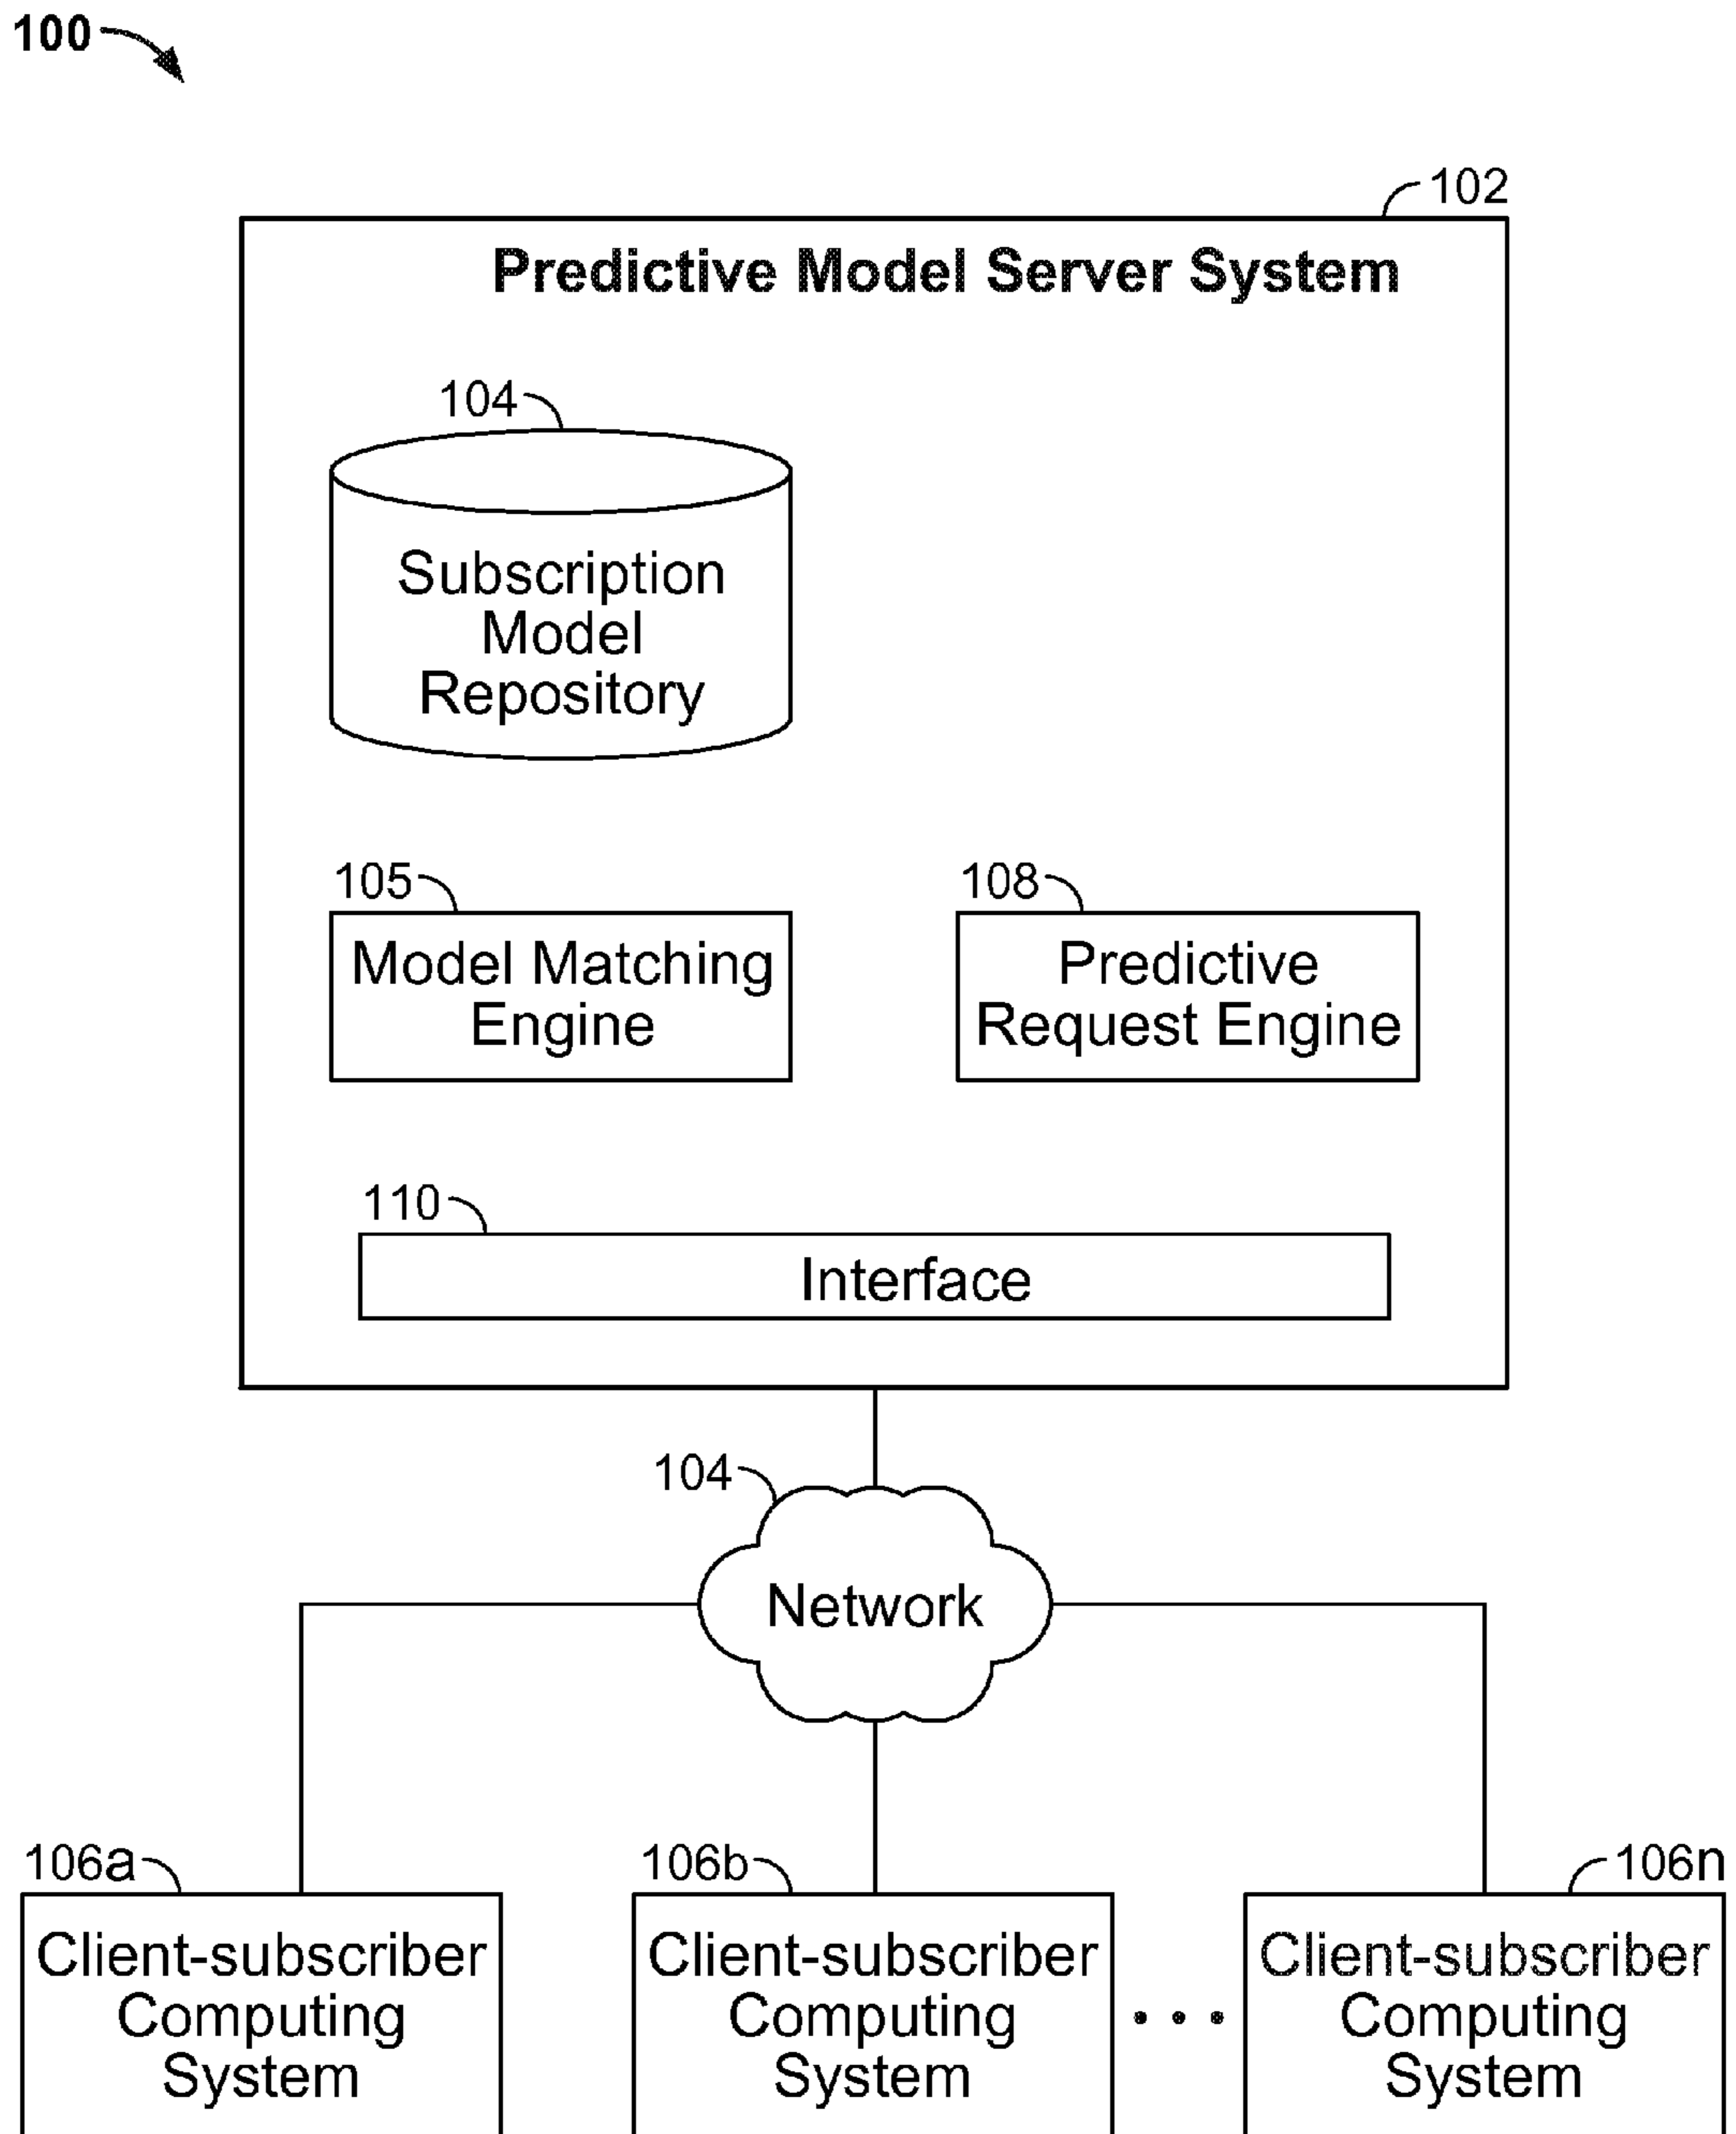 100
102
Predictive Model Server System
104
Subscription
Model
Repository
105
Model Matching
Engine
108
Predictive
Request Engine
110
Interface
104
Network
106a
Client-subscriber
Computing
System
106b
Client-subscriber
Computing
System
• • •
106n
Client-subscriber
Computing
System